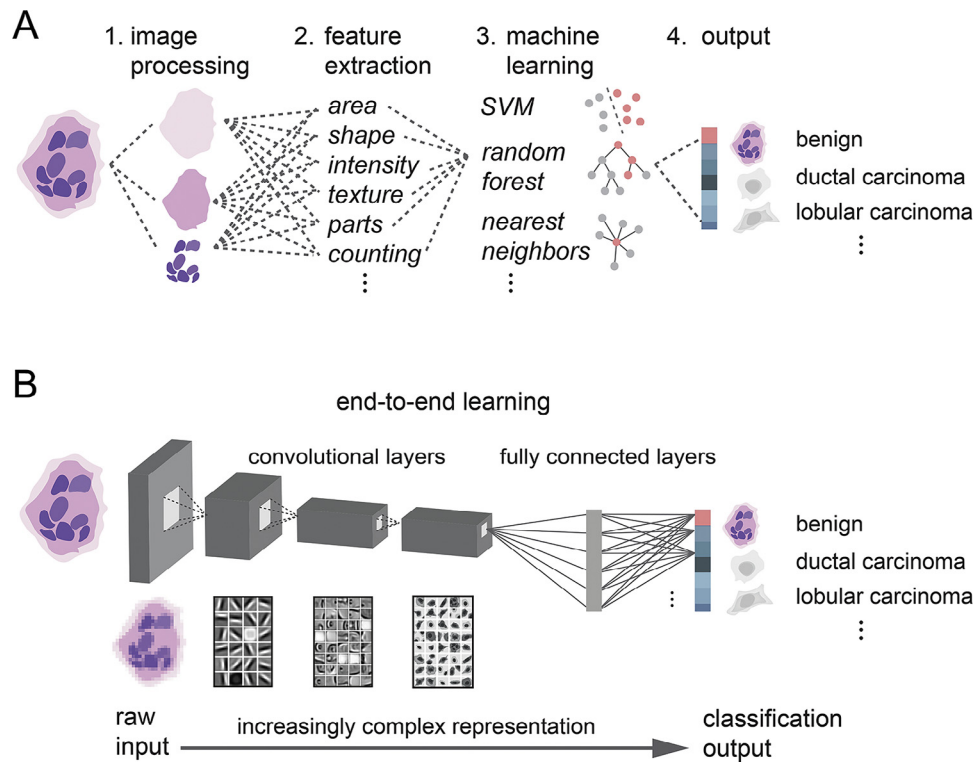 A
1. image
processing
2. feature
extraction
3. machine
learning
4. output
area
shape
intensity
texture
parts
counting
⋮
SVM
random
forest
nearest
neighbors
⋮
benign
ductal carcinoma
lobular carcinoma
⋮
B
end-to-end learning
convolutional layers
fully connected layers
benign
ductal carcinoma
lobular carcinoma
⋮
⋮
raw
input
increasingly complex representation
classification
output